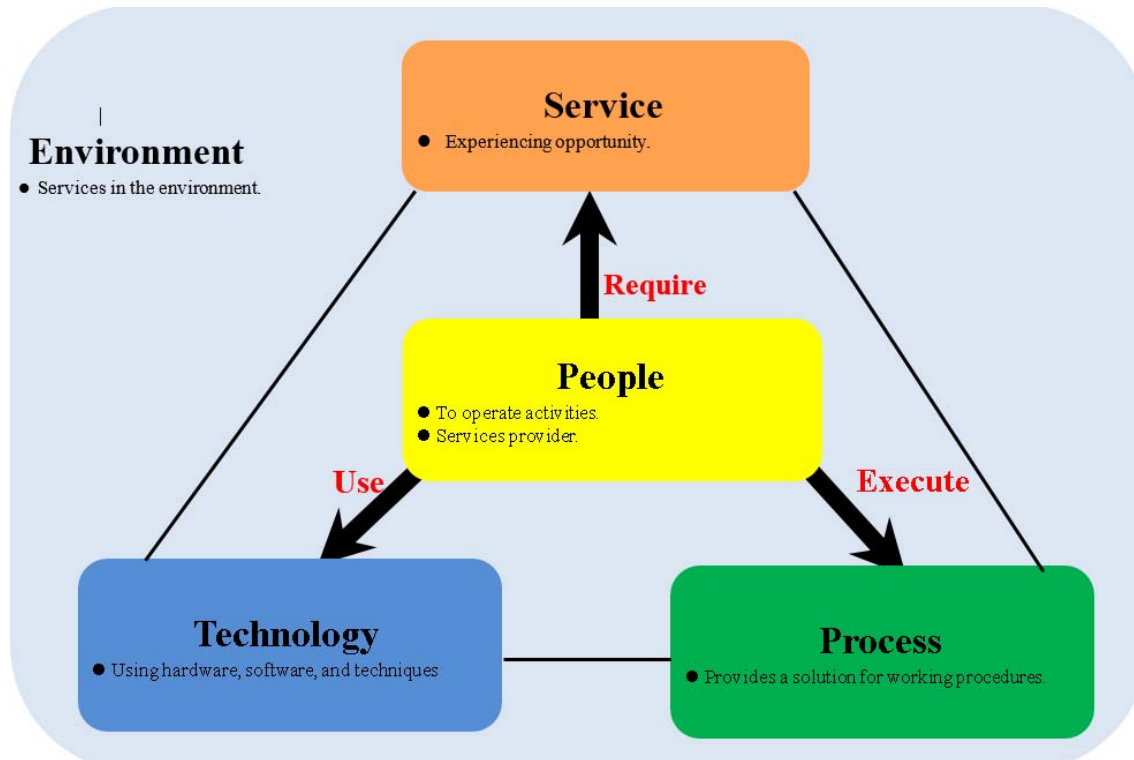 Service
● Experiencing opportunity.
Environment
● Services in the environment.
Require
People
● To operate activities.
● Services provider.
Use
Execute
Technology
● Using hardware, software, and techniques
Process
● Provides a solution for working procedures.